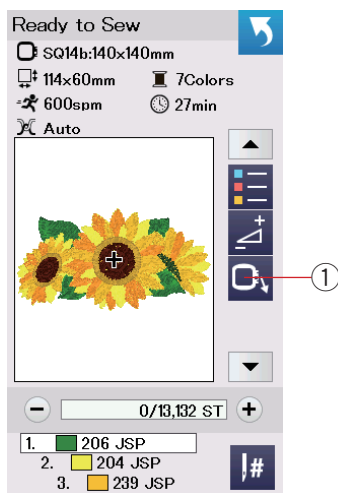 Ready to Sew
SQ14b:140x140mm
114x60mm 7Colors
600spm 27min
Auto
1
0/13,132 ST
1. 206 JSP
2. 204 JSP
3. 239 JSP
#